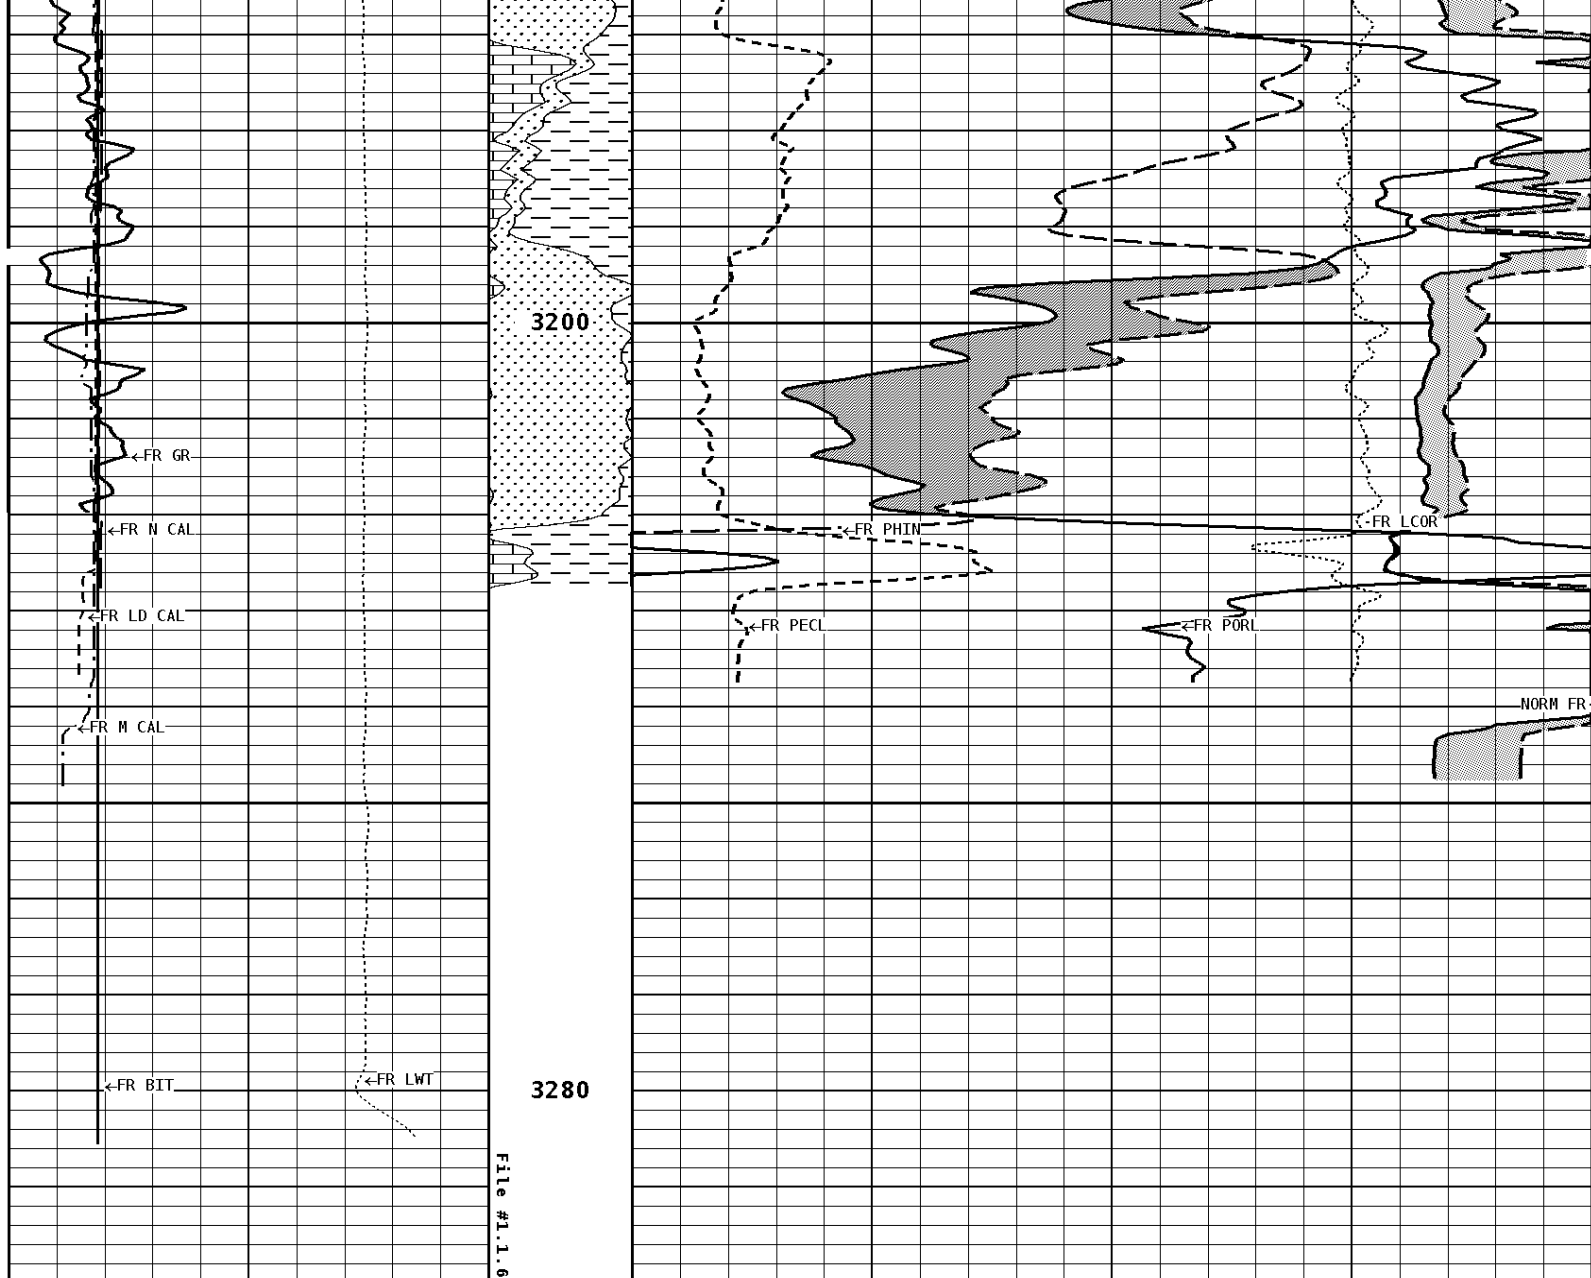 3200
←FR GR
←FR N CAL
←FR PHIN
-FR LCOR
←FR LD CAL
←FR PECL
←FR PORL
NORM FR-
←FR M CAL
←FR BIT
←FR LWT
3280
File #1.1.6